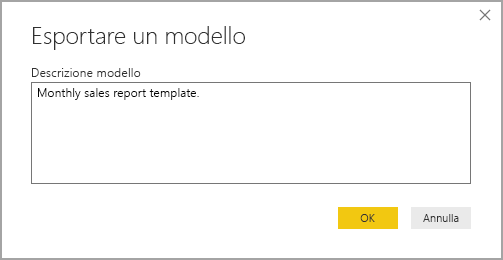 Esportare un modello
Descrizione modello
Monthly sales report template.
OK
Annulla